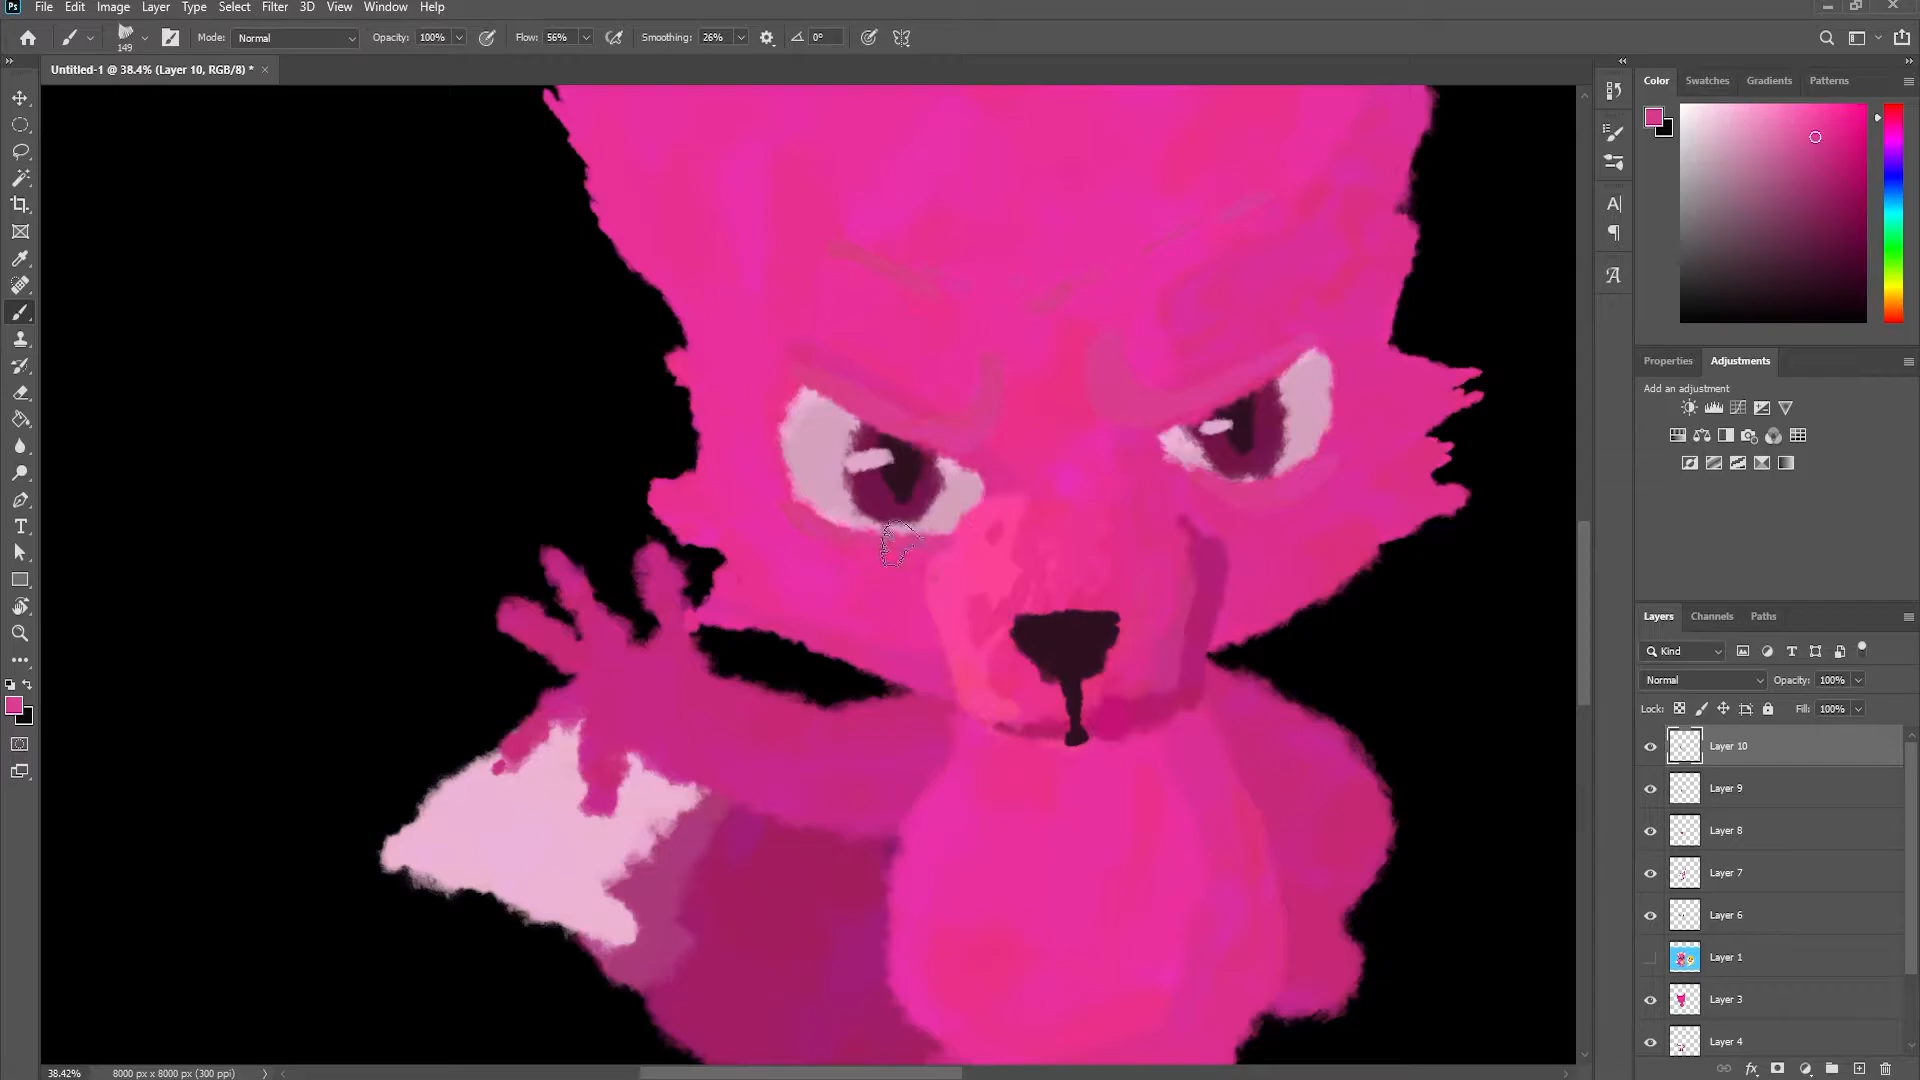 Ps File Edit Image Layer Type Select Filter 3D View Window Help
149 Mode: Normal Opacity: 100% Flow: 56% Smoothing: 26% 0°
Untitled-1 @ 38.4% (Layer 10, RGB/8) * ×
Color Swatches Gradients Patterns
Properties Adjustments
Add an adjustment
Layers Channels Paths
Kind
Normal Opacity: 100%
Lock: Fill: 100%
Layer 10
Layer 9
Layer 8
Layer 7
Layer 6
Layer 1
Layer 3
Layer 4
38.42% 8000 px x 8000 px (300 ppi)